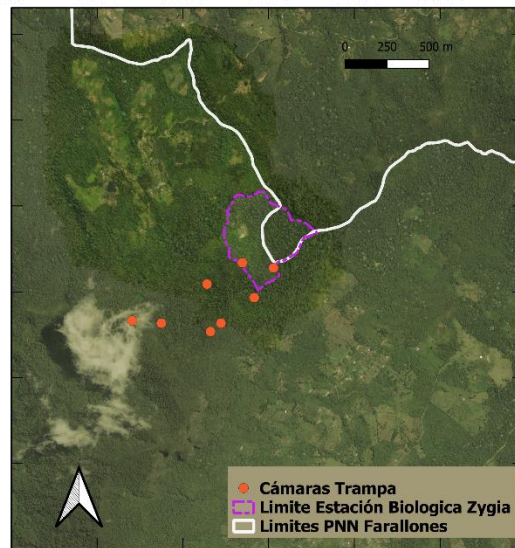 0 250 500 m
Cámaras Trampa
Limite Estación Biologica Zygia
Limites PNN Farallones